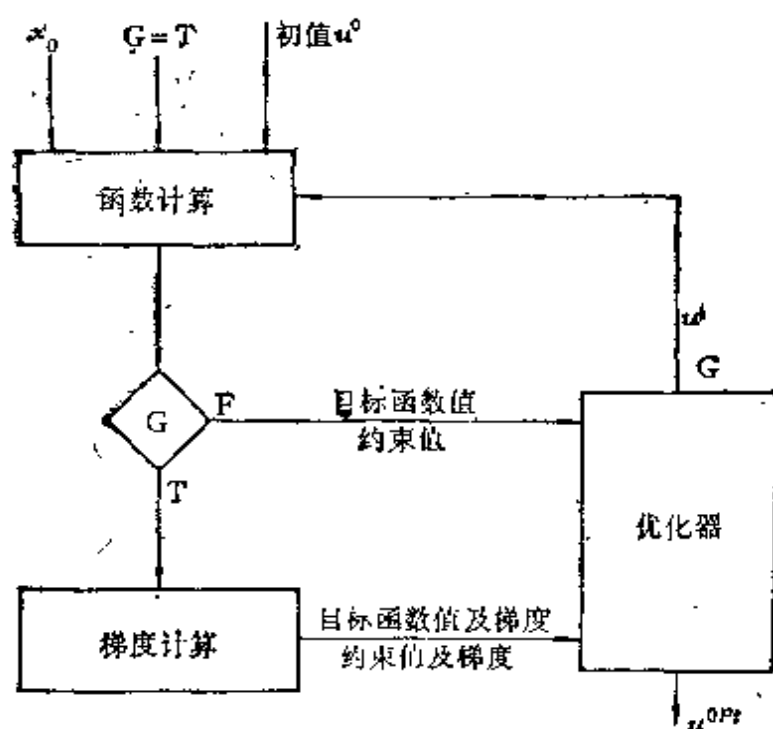 x₀ G=T 初值u⁰
函数计算
uⁱ
G
G F 目标函数值
约束值
T
优化器
梯度计算 目标函数值及梯度
约束值及梯度
u^opt